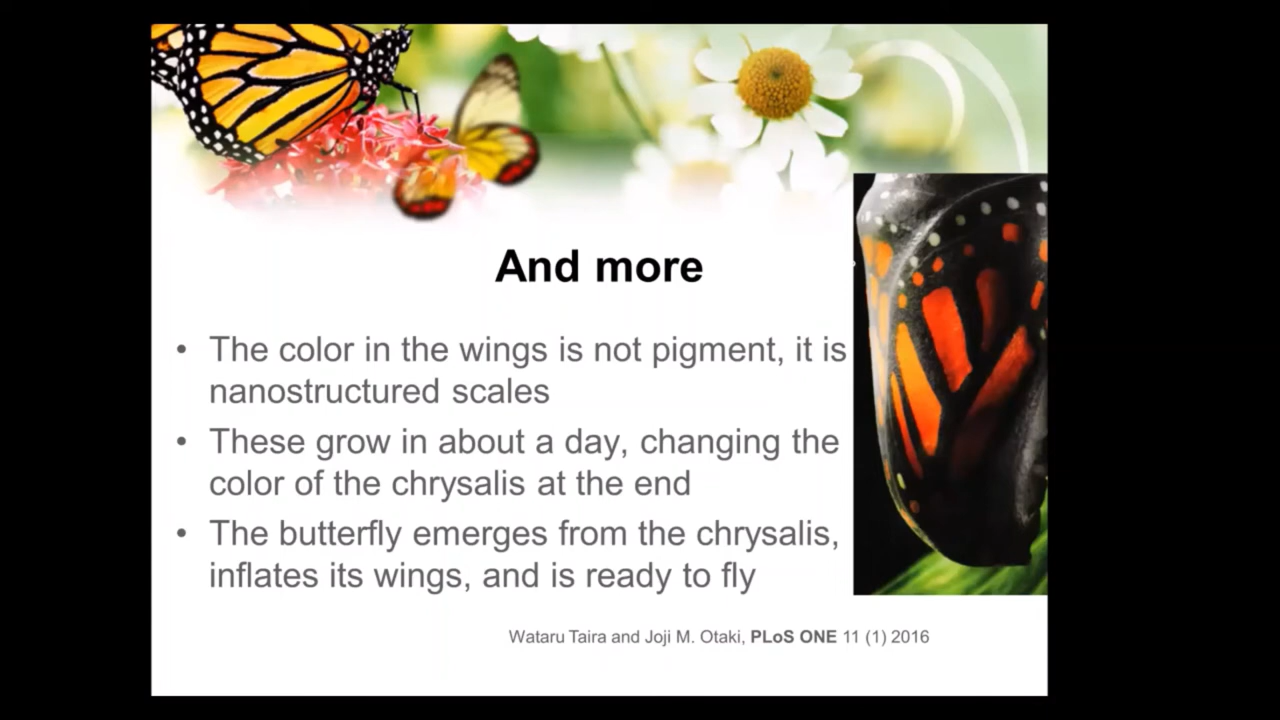 And more
• The color in the wings is not pigment, it is
nanostructured scales
• These grow in about a day, changing the
color of the chrysalis at the end
• The butterfly emerges from the chrysalis,
inflates its wings, and is ready to fly
Wataru Taira and Joji M. Otaki, PLoS ONE 11 (1) 2016